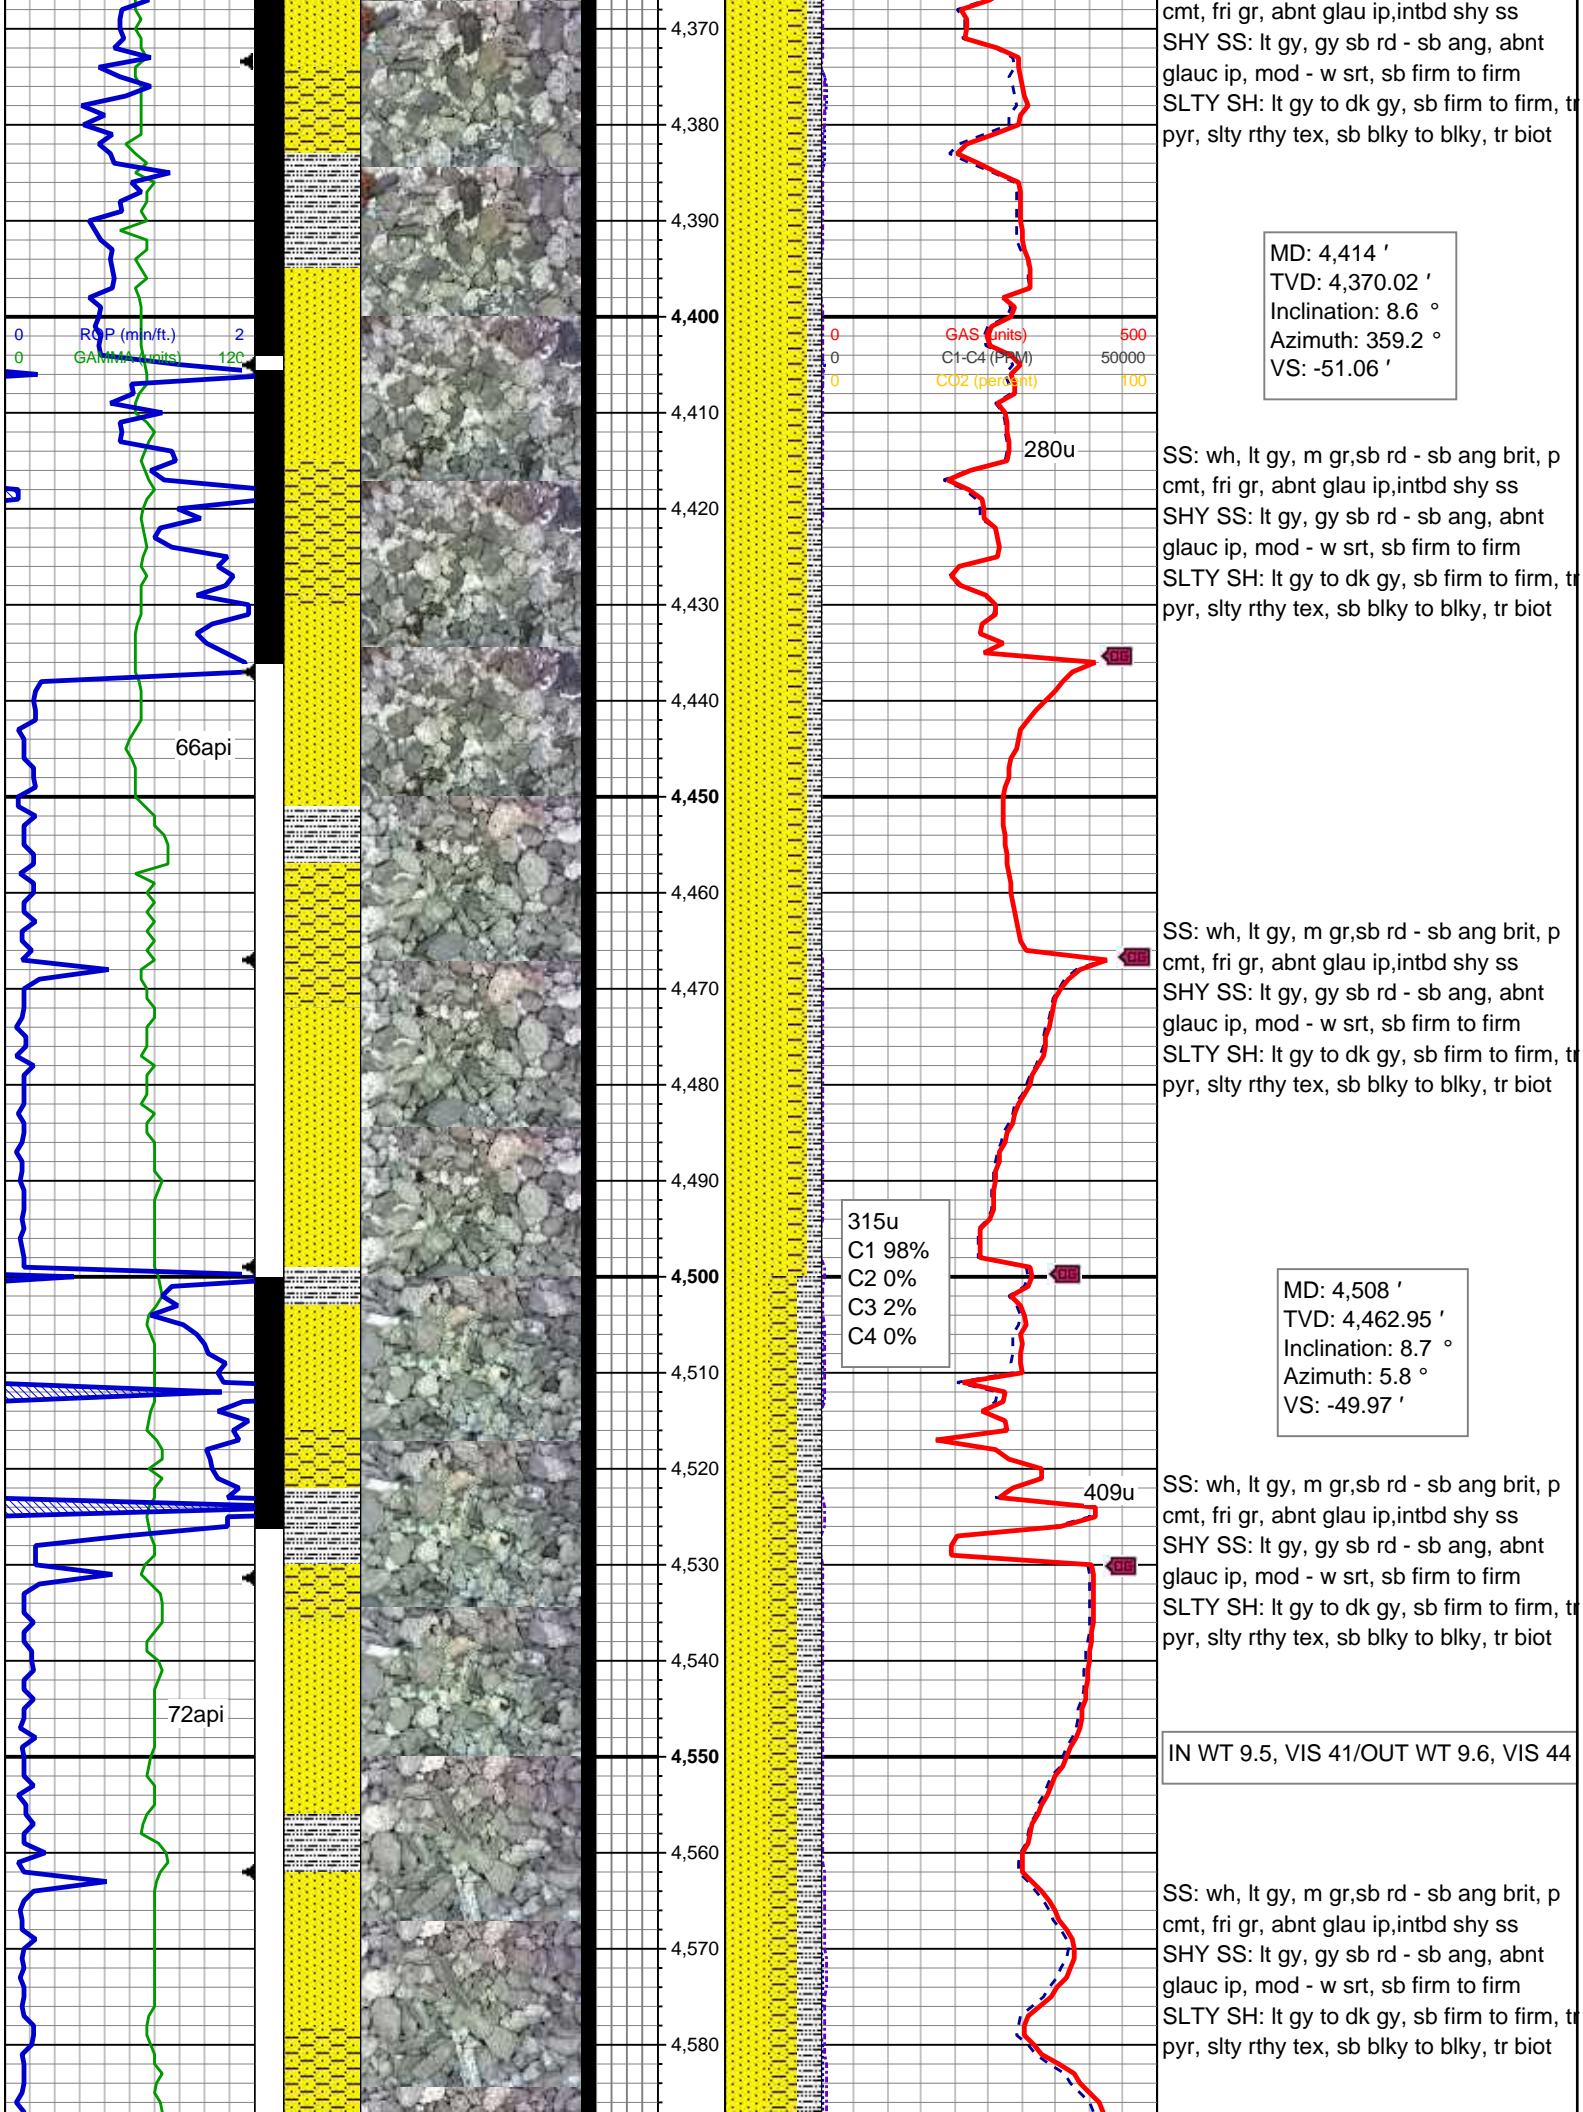 cmt, fri gr, abnt glau ip,intbd shy ss
SHY SS: lt gy, gy sb rd - sb ang, abnt
glauc ip, mod - w srt, sb firm to firm
SLTY SH: lt gy to dk gy, sb firm to firm, tr
pyr, slty rthy tex, sb blky to blky, tr biot
4,370
4,380
4,390
MD: 4,414 '
TVD: 4,370.02 '
Inclination: 8.6 °
Azimuth: 359.2 °
VS: -51.06 '
4,400
0 ROP (min/ft.) 2
0 GAMMA (units) 120
0 GAS (units) 500
0 C1-C4 (PPM) 50000
0 CO2 (percent) 100
4,410
280u
SS: wh, lt gy, m gr,sb rd - sb ang brit, p
cmt, fri gr, abnt glau ip,intbd shy ss
SHY SS: lt gy, gy sb rd - sb ang, abnt
glauc ip, mod - w srt, sb firm to firm
SLTY SH: lt gy to dk gy, sb firm to firm, tr
pyr, slty rthy tex, sb blky to blky, tr biot
4,420
4,430
CG
4,440
66api
4,450
4,460
SS: wh, lt gy, m gr,sb rd - sb ang brit, p
cmt, fri gr, abnt glau ip,intbd shy ss
SHY SS: lt gy, gy sb rd - sb ang, abnt
glauc ip, mod - w srt, sb firm to firm
SLTY SH: lt gy to dk gy, sb firm to firm, tr
pyr, slty rthy tex, sb blky to blky, tr biot
CG
4,470
4,480
4,490
315u
C1 98%
C2 0%
C3 2%
C4 0%
CG
4,500
MD: 4,508 '
TVD: 4,462.95 '
Inclination: 8.7 °
Azimuth: 5.8 °
VS: -49.97 '
4,510
4,520
409u
SS: wh, lt gy, m gr,sb rd - sb ang brit, p
cmt, fri gr, abnt glau ip,intbd shy ss
SHY SS: lt gy, gy sb rd - sb ang, abnt
glauc ip, mod - w srt, sb firm to firm
SLTY SH: lt gy to dk gy, sb firm to firm, tr
pyr, slty rthy tex, sb blky to blky, tr biot
4,530
CG
4,540
72api
4,550
IN WT 9.5, VIS 41/OUT WT 9.6, VIS 44
4,560
SS: wh, lt gy, m gr,sb rd - sb ang brit, p
cmt, fri gr, abnt glau ip,intbd shy ss
SHY SS: lt gy, gy sb rd - sb ang, abnt
glauc ip, mod - w srt, sb firm to firm
SLTY SH: lt gy to dk gy, sb firm to firm, tr
pyr, slty rthy tex, sb blky to blky, tr biot
4,570
4,580